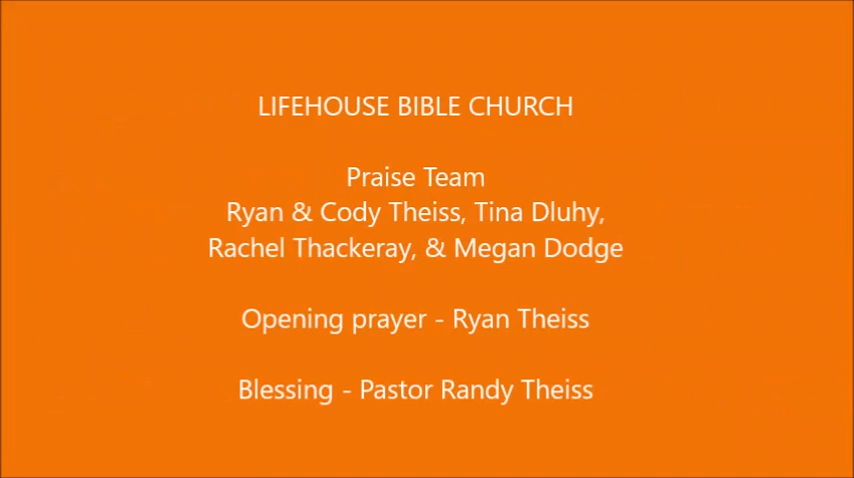 LIFEHOUSE BIBLE CHURCH
Praise Team
Ryan & Cody Theiss, Tina Dluhy,
Rachel Thackeray, & Megan Dodge
Opening prayer - Ryan Theiss
Blessing - Pastor Randy Theiss